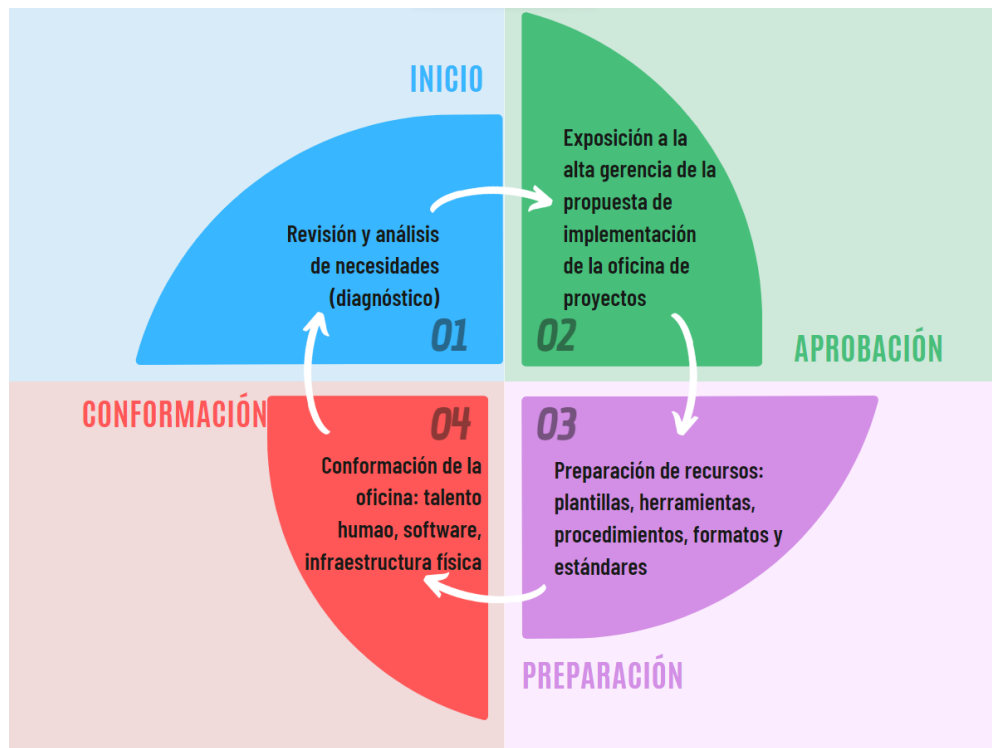 INICIO
Revisión y análisis
de necesidades
(diagnóstico)
01
Exposición a la
alta gerencia de la
propuesta de
implementación
de la oficina de
proyectos
02
APROBACIÓN
03
Preparación de recursos:
plantillas, herramientas,
procedimientos, formatos y
estándares
PREPARACIÓN
CONFORMACIÓN
04
Conformación de la
oficina: talento
humao, software,
infraestructura física